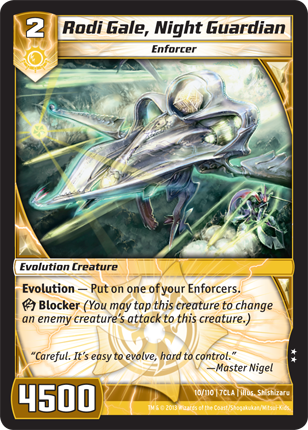 2
Rodi Gale, Night Guardian
Enforcer
Evolution Creature
Evolution — Put on one of your Enforcers.
Blocker (You may tap this creature to change
an enemy creature's attack to this creature.)
"Careful. It's easy to evolve, hard to control."
—Master Nigel
4500
10/110 | 7CLA | illus. Shishizaru
TM & © 2013 Wizards of the Coast/Shogakukan/Mitsui-Kids.